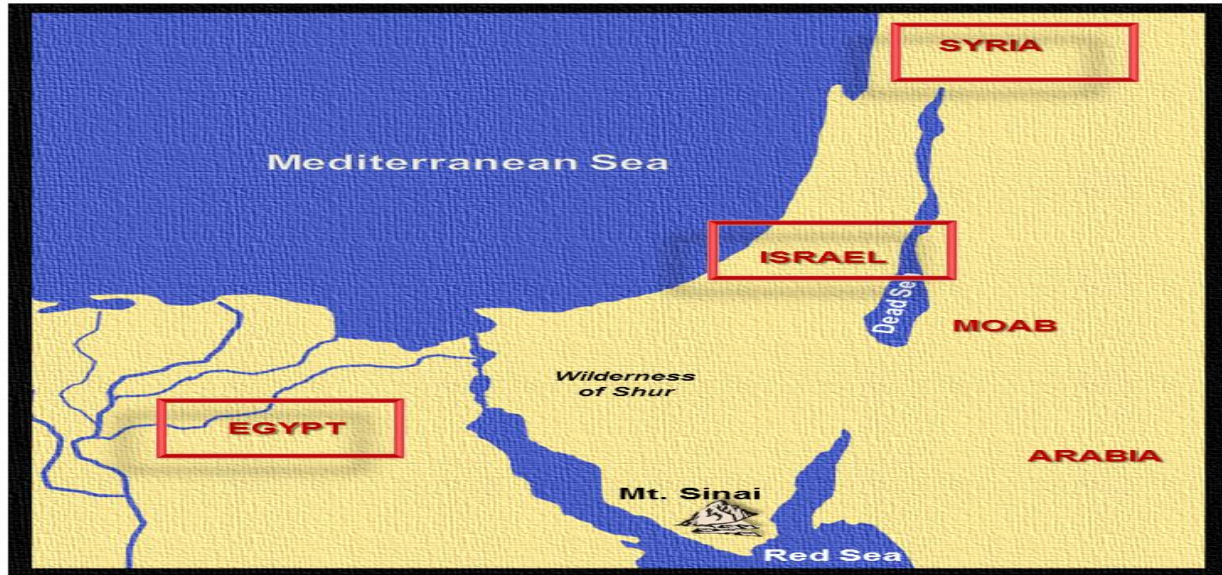 SYRIA
Mediterranean Sea
ISRAEL
Dead Sea
MOAB
Wilderness
of Shur
EGYPT
ARABIA
Mt. Sinai
Red Sea